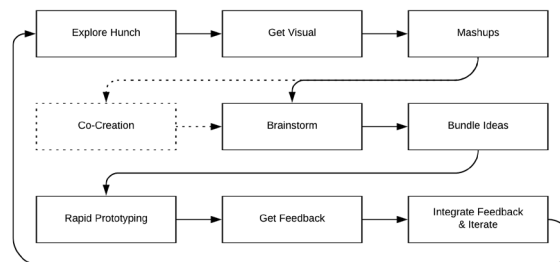 Explore Hunch
Get Visual
Mashups
Co-Creation
Brainstorm
Bundle Ideas
Rapid Prototyping
Get Feedback
Integrate Feedback
& Iterate